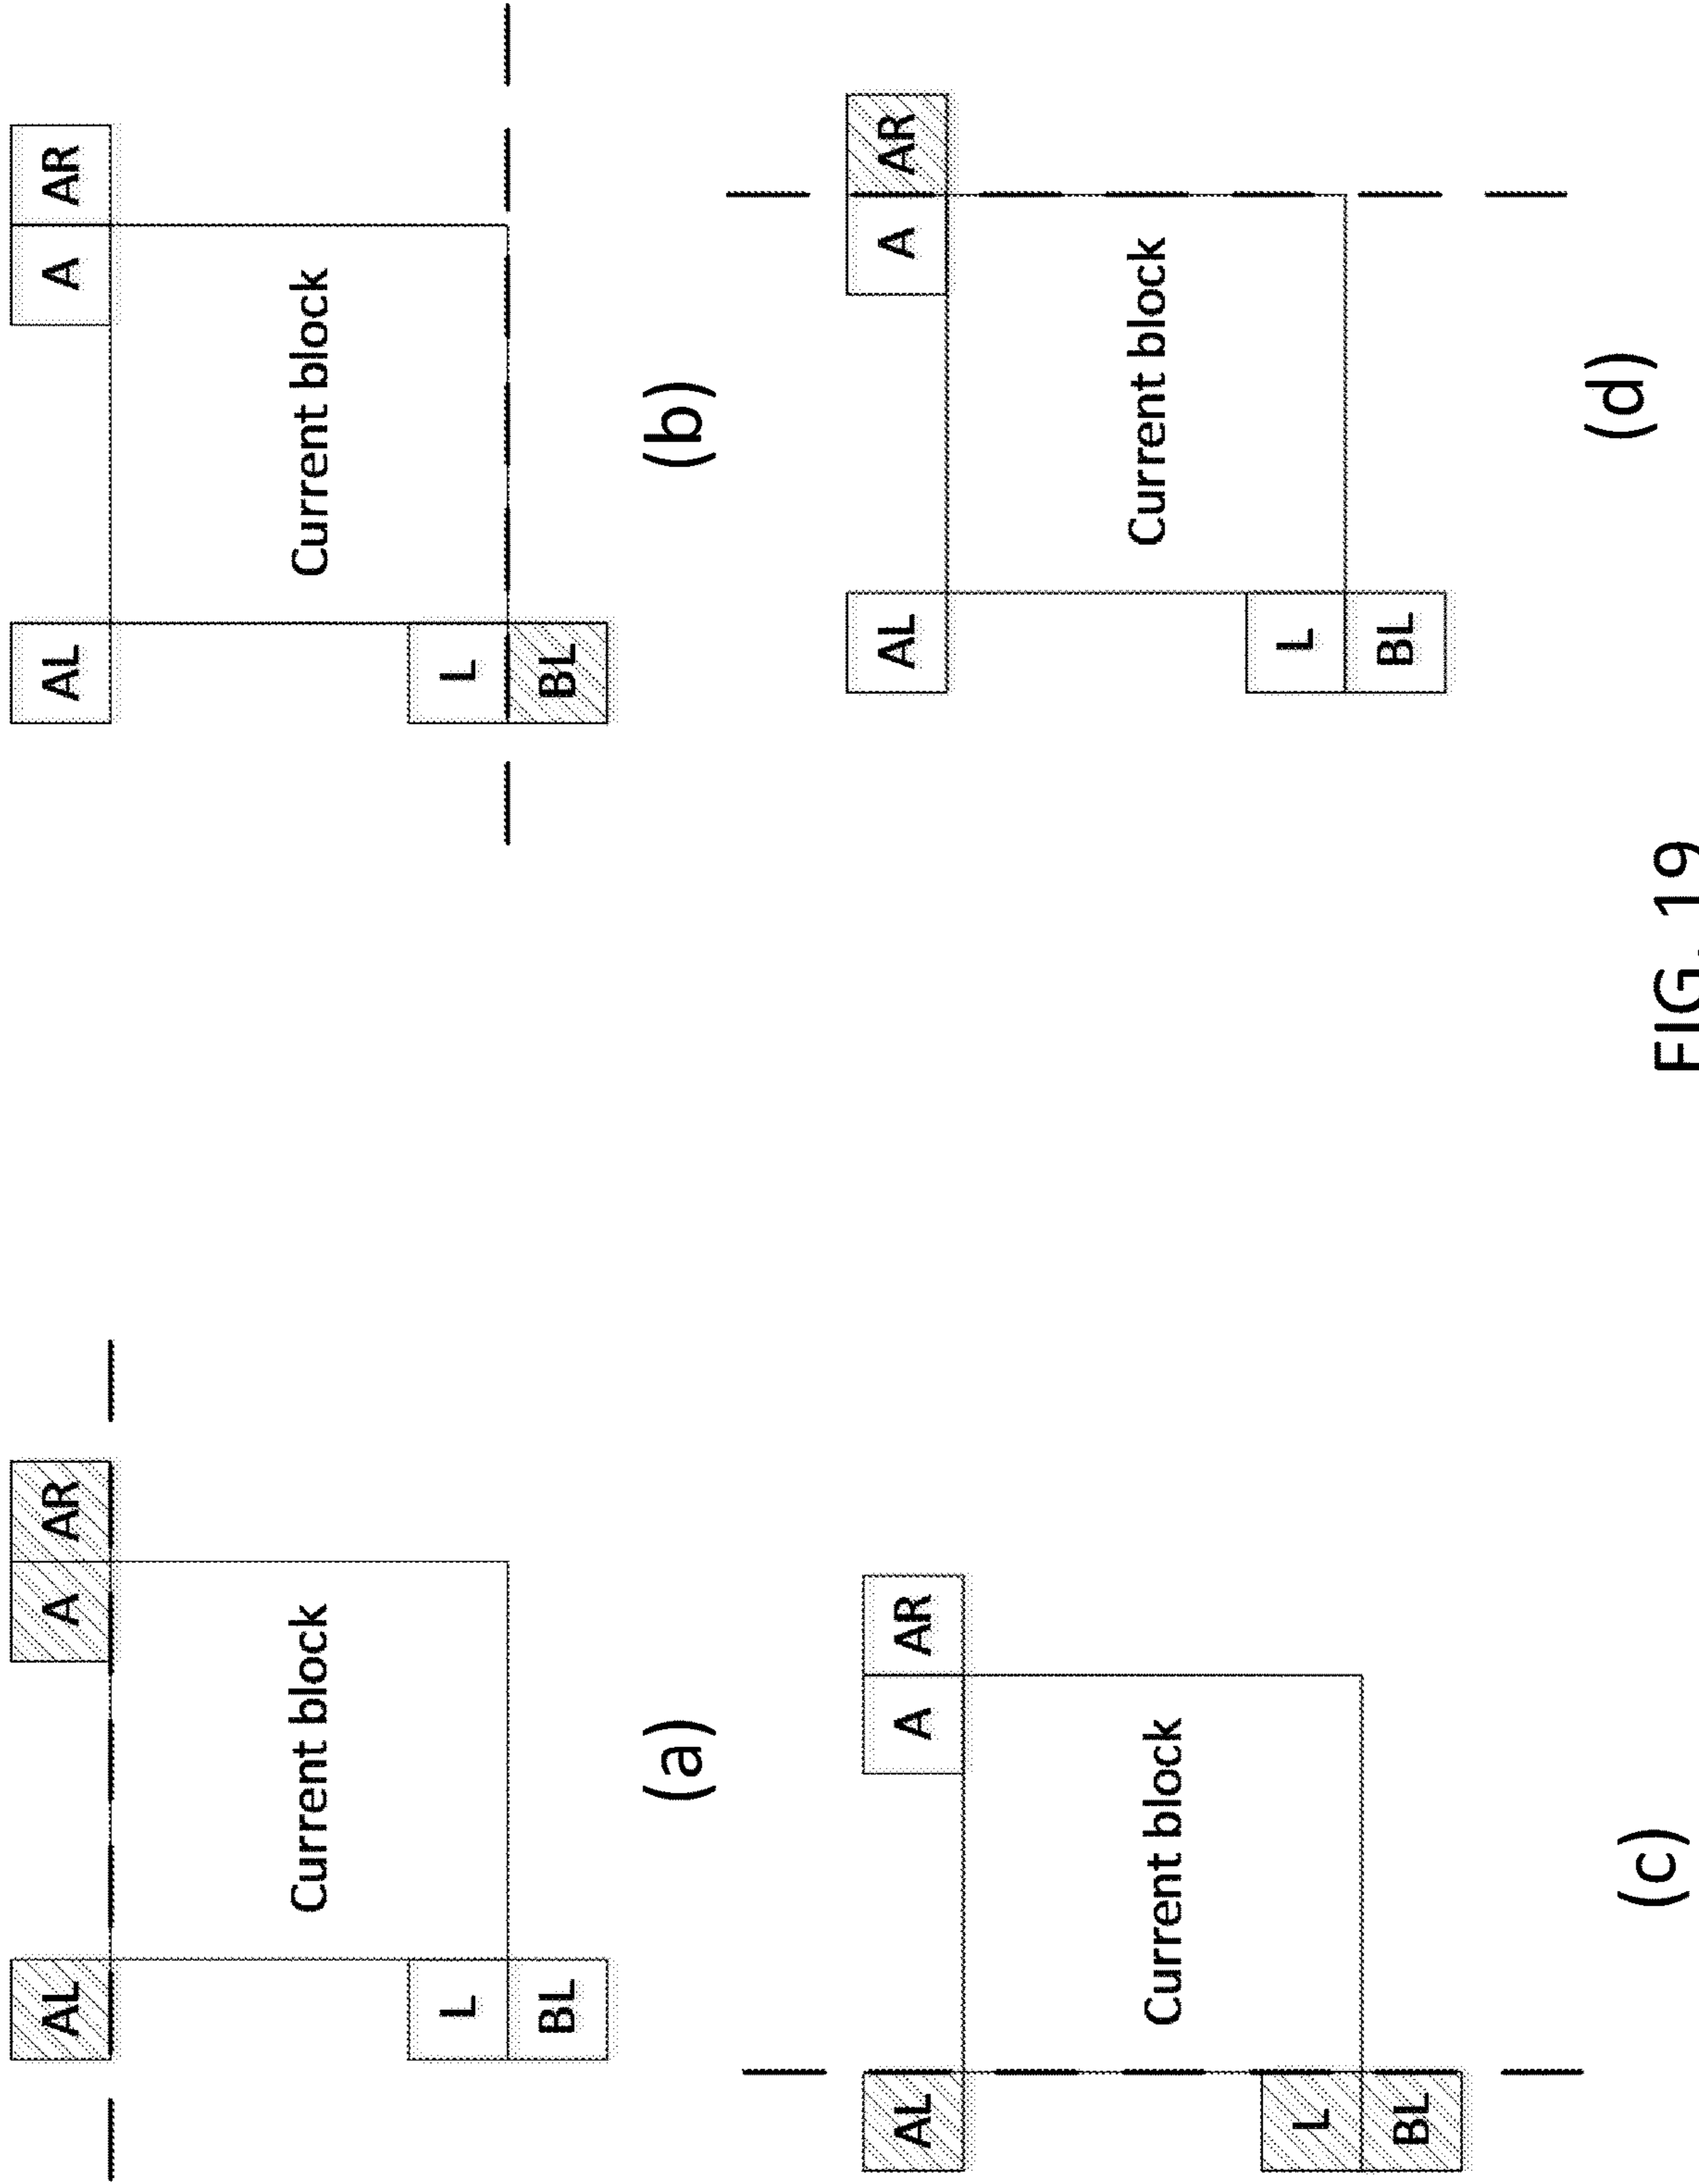 AL A AR
Current block
L
BL
(a)
AL A AR
Current block
L
BL
(b)
AL A AR
Current block
L
BL
(c)
AL A AR
Current block
L
BL
(d)
FIG. 19